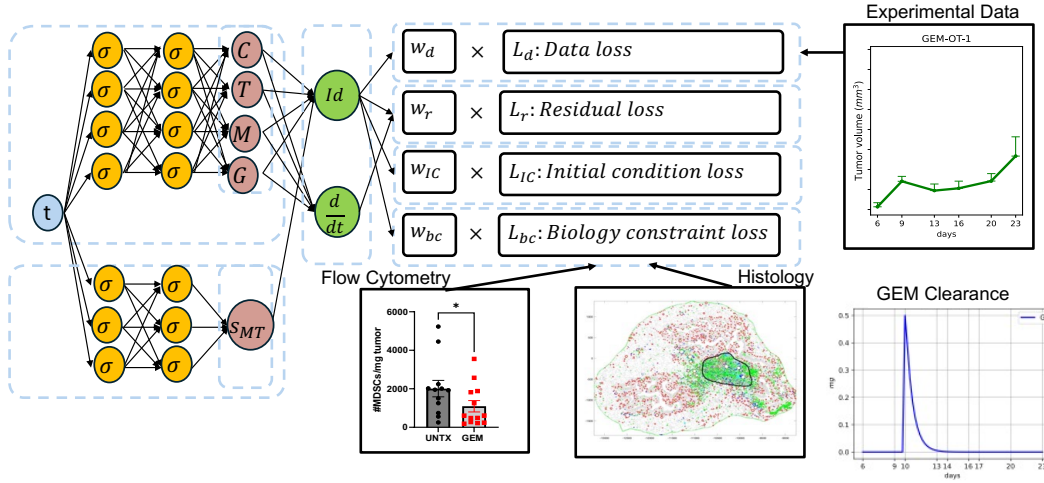 Experimental Data
σ σ C
σ σ T
σ σ M
σ σ G
t
σ σ
σ σ s_MT
σ σ
Id
d/dt
w_d × L_d: Data loss
w_r × L_r: Residual loss
w_IC × L_IC: Initial condition loss
w_bc × L_bc: Biology constraint loss
GEM-OT-1
Tumor volume (mm³)
6 9 13 16 20 23
days
Flow Cytometry
*
#MDSCs/mg tumor
6000
4000
2000
0
UNTX GEM
Histology
GEM Clearance
G
mg
0.5
0.4
0.3
0.2
0.1
0.0
6 9 10 13 14 16 17 20 2
days